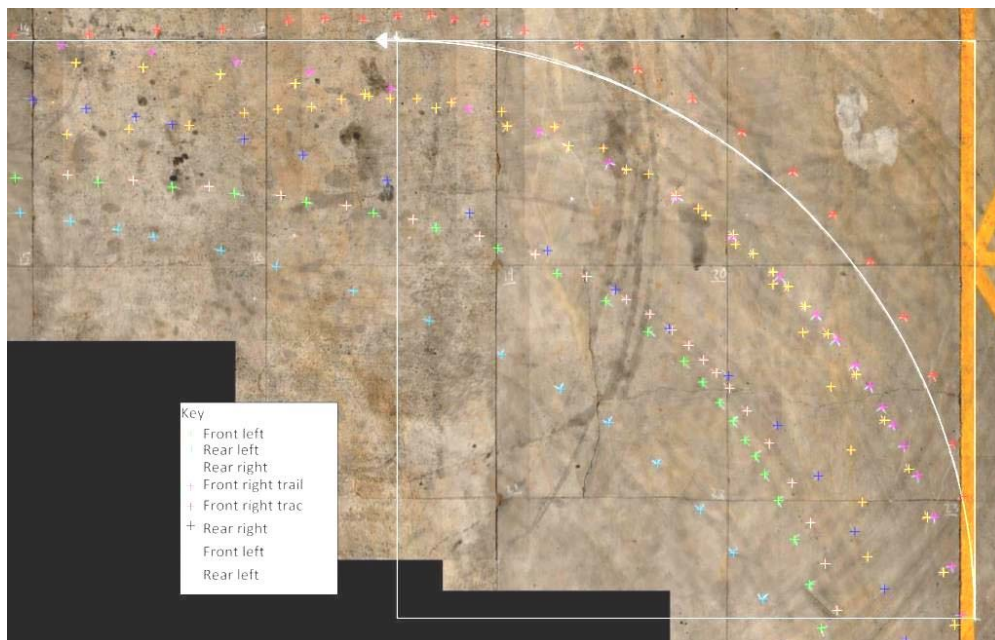 20
Key
Front left
Rear left
Rear right
Front right trail
Front right trac
Rear right
Front left
Rear left